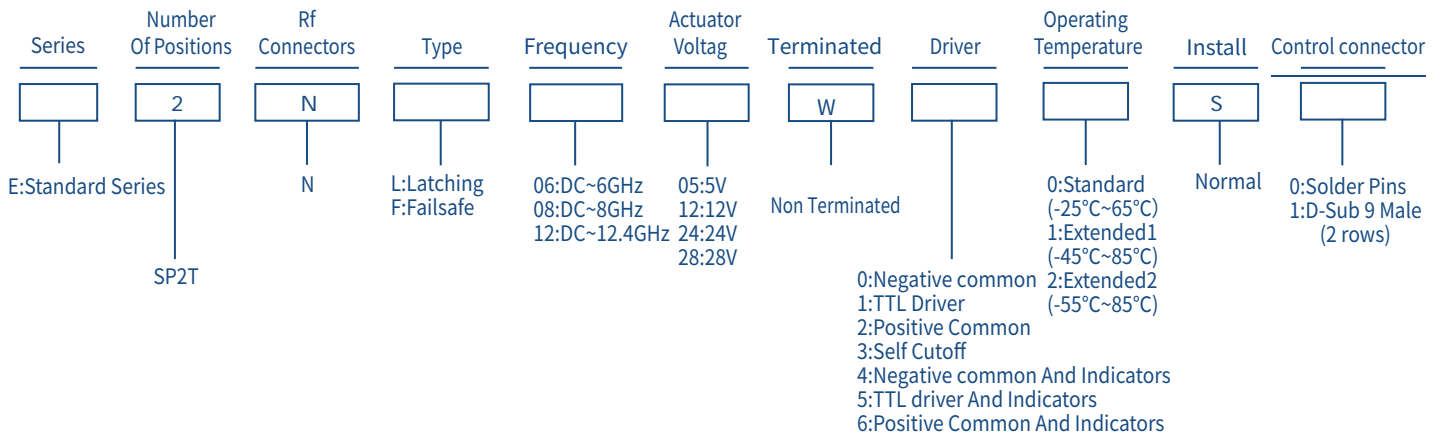 Series
Number
Of Positions
Rf
Connectors
Type
Frequency
Actuator
Voltag
Terminated
Driver
Operating
Temperature
Install
Control connector
2
N
W
S
E:Standard Series
SP2T
N
L:Latching
F:Failsafe
06:DC~6GHz
08:DC~8GHz
12:DC~12.4GHz
05:5V
12:12V
24:24V
28:28V
Non Terminated
0:Negative common
1:TTL Driver
2:Positive Common
3:Self Cutoff
4:Negative common And Indicators
5:TTL driver And Indicators
6:Positive Common And Indicators
0:Standard
(-25°C~65°C)
1:Extended1
(-45°C~85°C)
2:Extended2
(-55°C~85°C)
Normal
0:Solder Pins
1:D-Sub 9 Male
(2 rows)